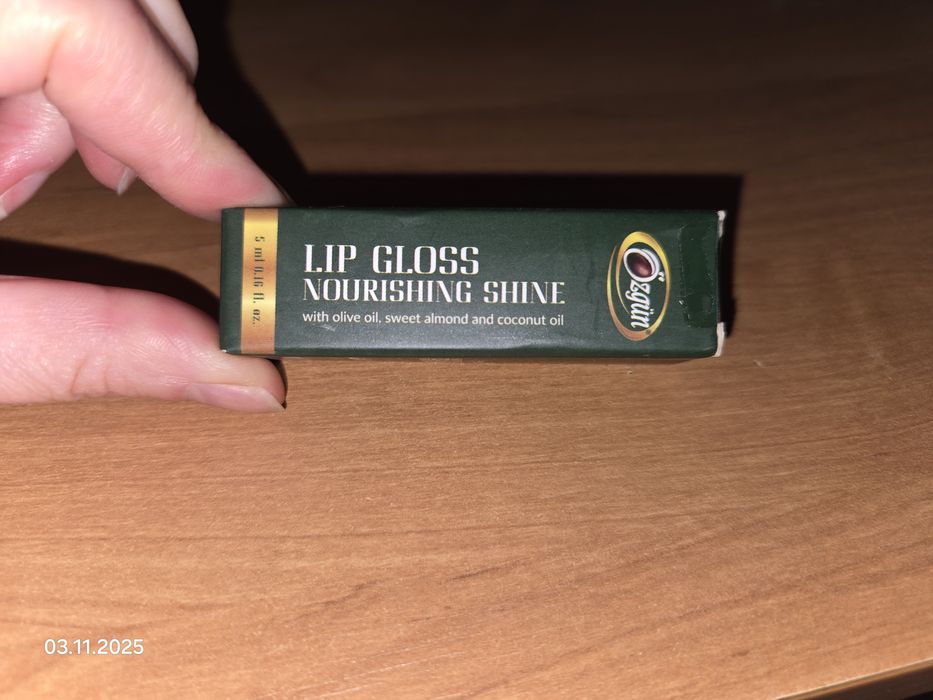 5 ml 0.16 fl. oz.
LIP GLOSS
NOURISHING SHINE
with olive oil, sweet almond and coconut oil
Özgün
03.11.2025